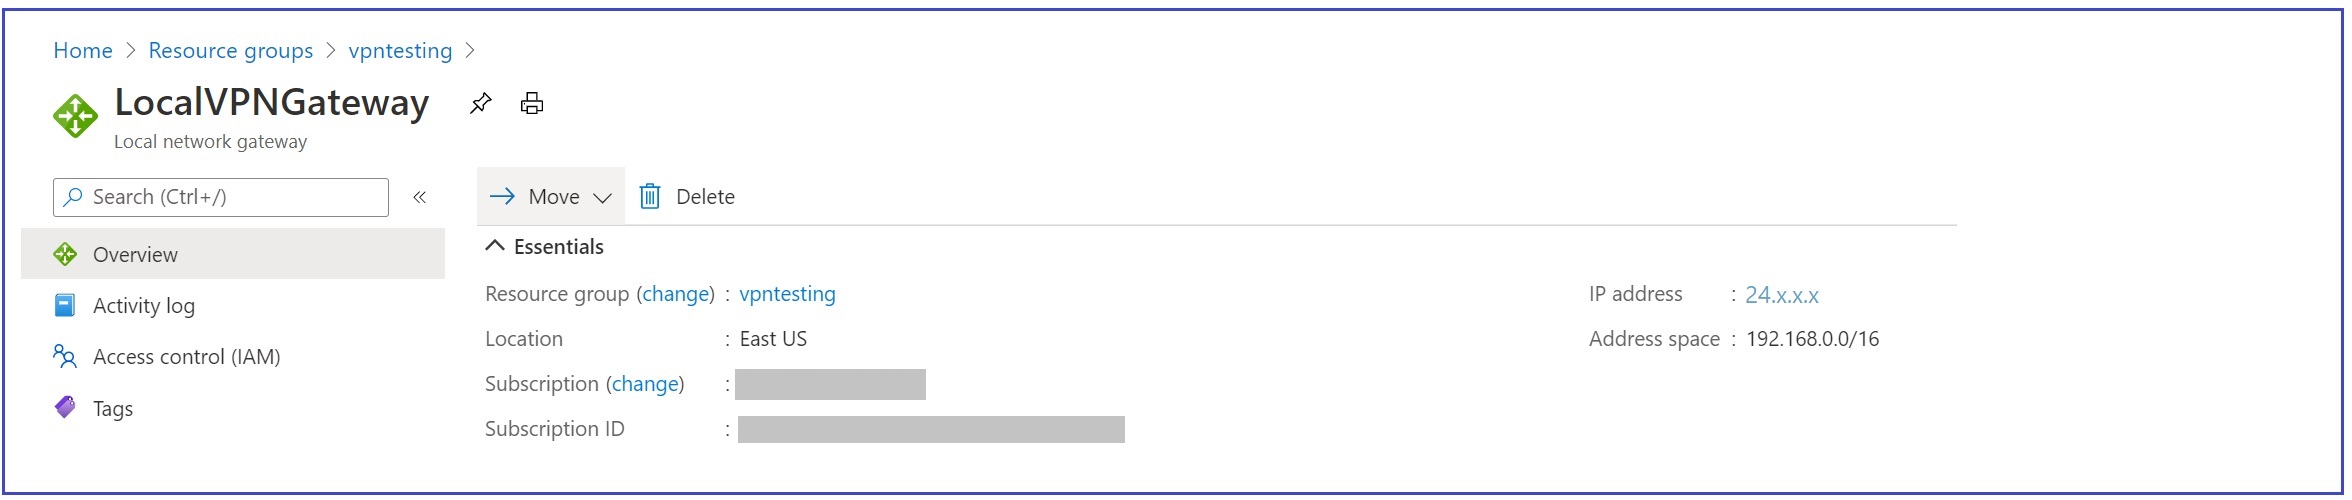 Home > Resource groups > vpntesting >
LocalVPNGateway
Local network gateway
Search (Ctrl+/) «
Overview
Activity log
Access control (IAM)
Tags
Move Delete
Essentials
Resource group (change) : vpntesting
Location : East US
Subscription (change) :
Subscription ID :
IP address : 24.x.x.x
Address space : 192.168.0.0/16